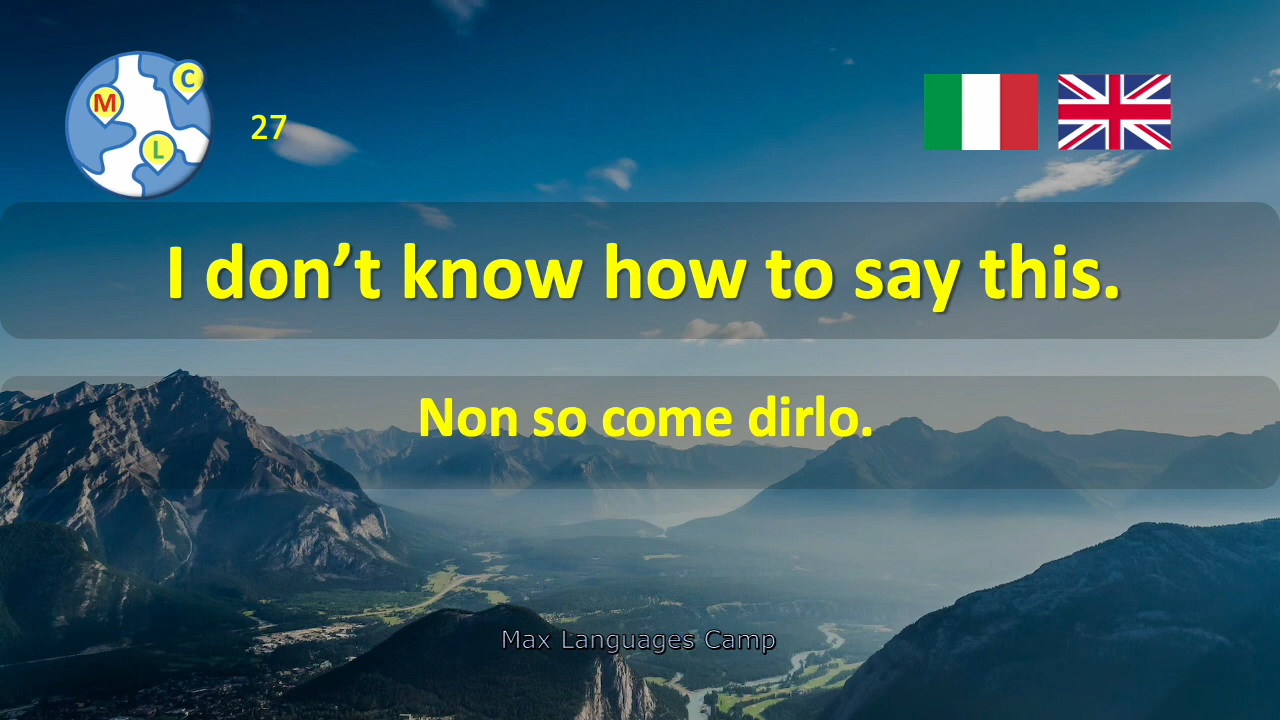 C
M
L
27
I don’t know how to say this.
Non so come dirlo.
Max Languages Camp